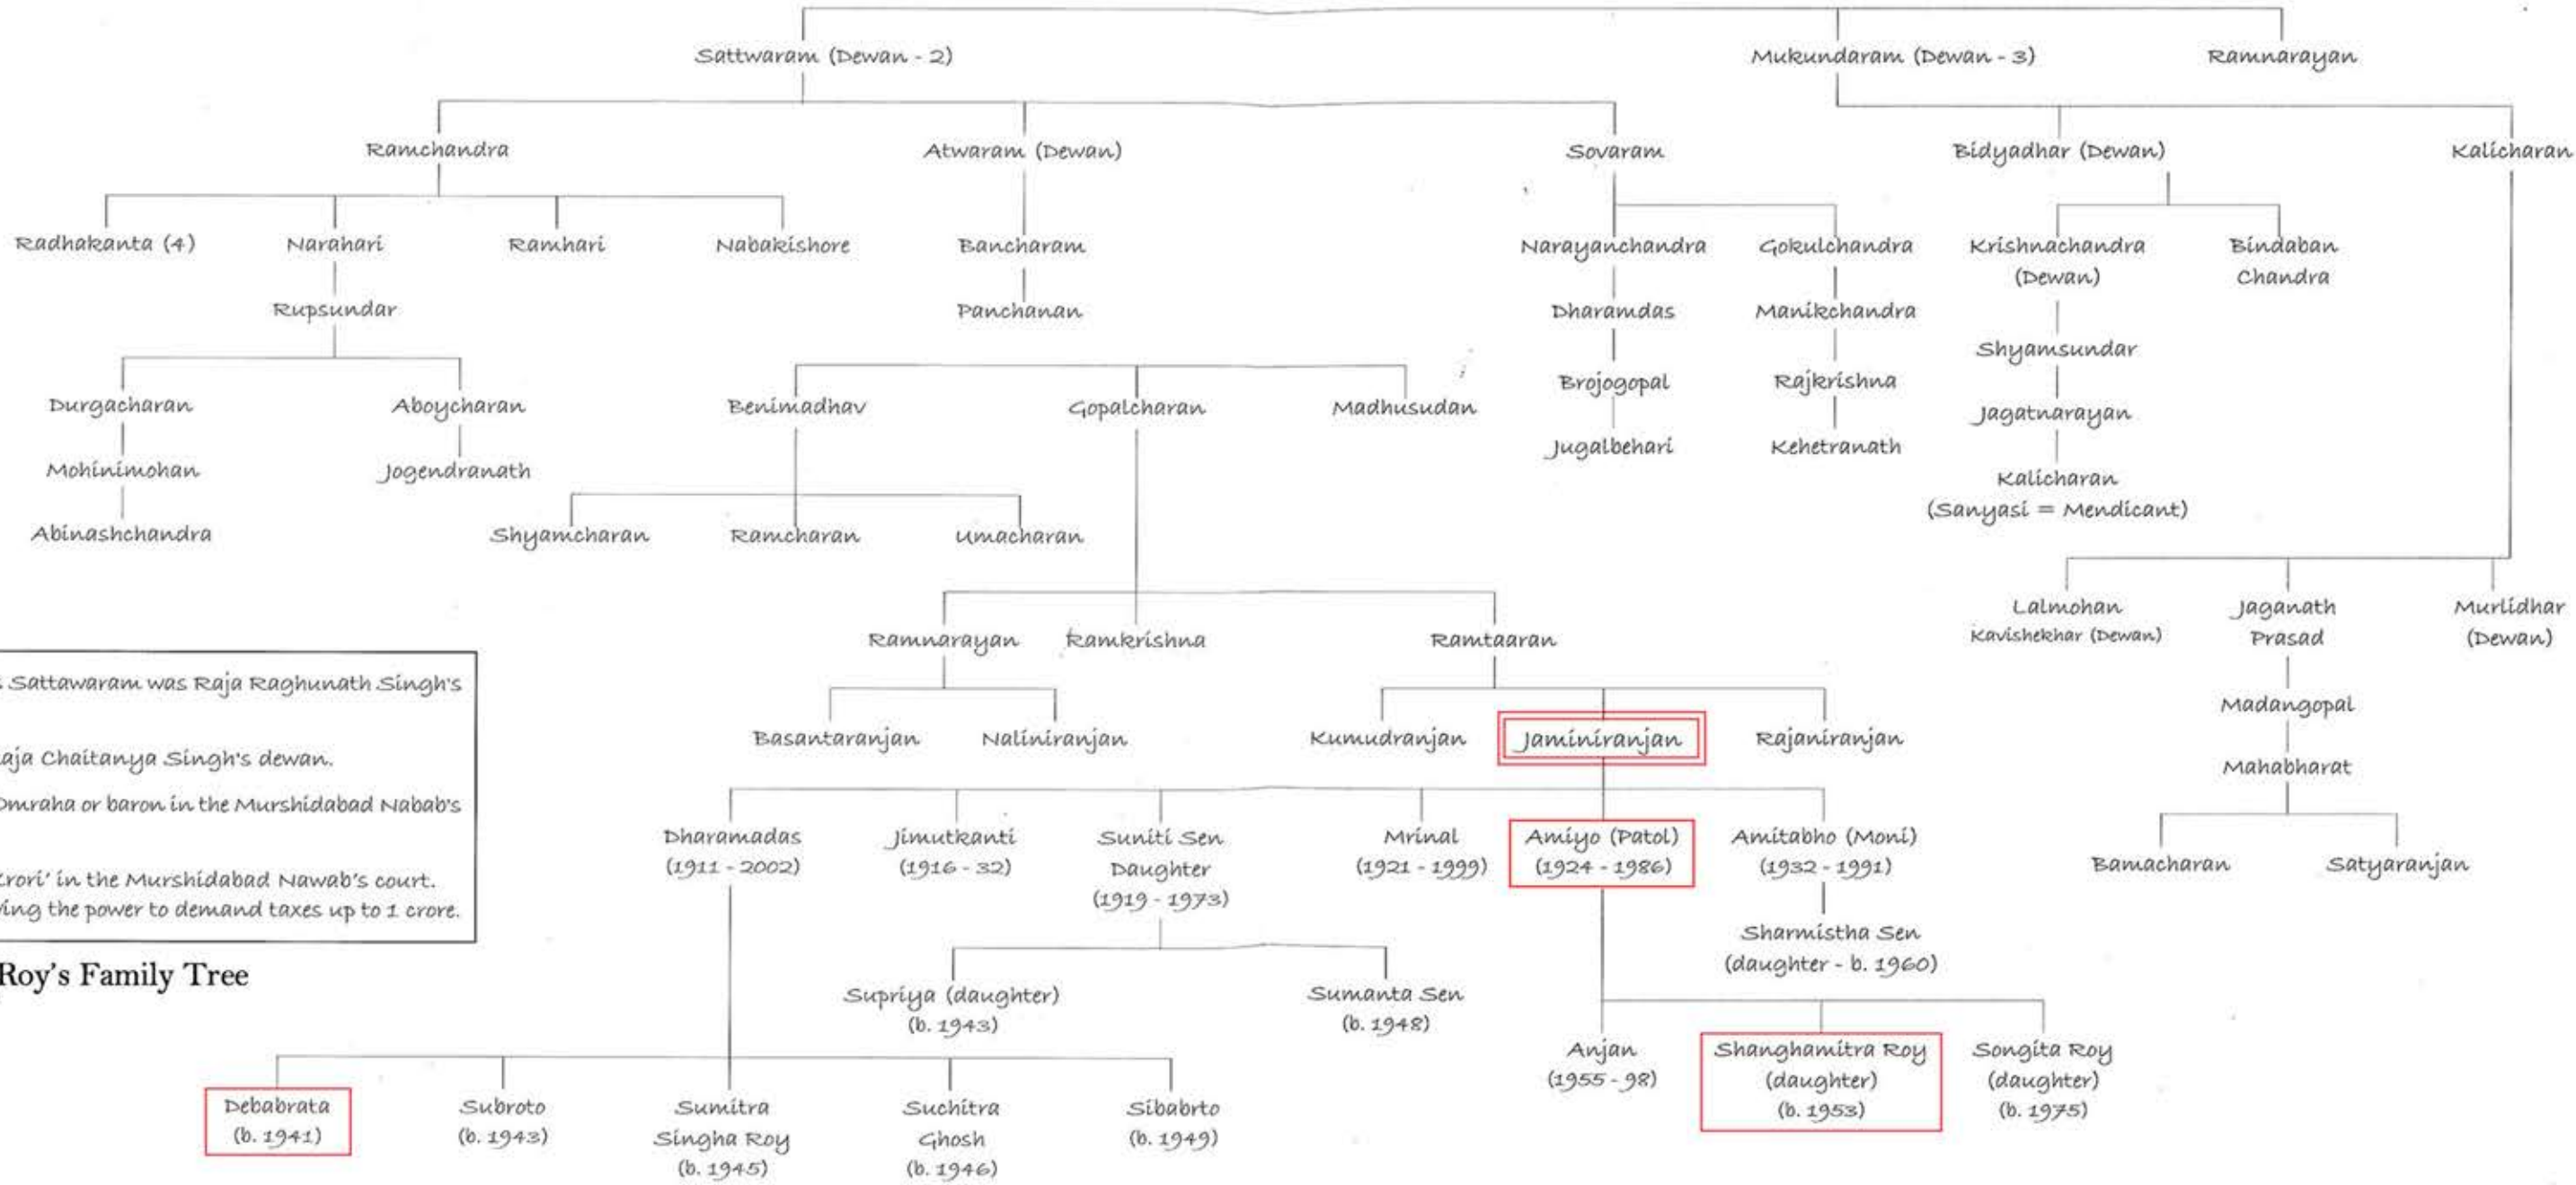 Sattwaram (Dewan - 2)
Mukundaram (Dewan - 3)
Ramnarayan
Ramchandra
Atwaram (Dewan)
Sovaram
Bidyadhar (Dewan)
Kalicharan
Radhakanta (4)
Narahari
Ramhari
Nabakishore
Bancharam
Narayanchandra
Gokulchandra
Krishnachandra
(Dewan)
Bindaban
Chandra
Rupsundar
Panchanan
Dharamdas
Manikchandra
Shyamsundar
Durgacharan
Aboycharan
Benimadhav
Gopalcharan
Madhusudan
Brojogopal
Rajkrishna
Jagatnarayan
Mohinimohan
Jogendranath
Jugalbehari
Kehetranath
Kalicharan
(Sanyasi = Mendicant)
Abinashchandra
Shyamcharan
Ramcharan
Umacharan
Lalmohan
Kavishekhar (Dewan)
Jaganath
Prasad
Murlidhar
(Dewan)
Ramnarayan
Ramkrishna
Ramtaaran
Sattawaram was Raja Raghunath Singh's
Madangopal
Basantaranjan
Naliniranjan
Kumudranjan
Jaminiranjan
Rajaniranjan
aja Chaitanya Singh's dewan.
Mahabharat
Omraha or baron in the Murshidabad Nabab's
Dharamadas
(1911 - 2002)
Jimutkanti
(1916 - 32)
Suniti Sen
Daughter
(1919 - 1973)
Mrinal
(1921 - 1999)
Amiyo (Patol)
(1924 - 1986)
Amitabho (Moni)
(1932 - 1991)
Bamacharan
Satyaranjan
Crori' in the Murshidabad Nawab's court.
ving the power to demand taxes up to 1 crore.
Sharmistha Sen
(daughter - b. 1960)
Roy's Family Tree
Supriya (daughter)
(b. 1943)
Sumanta Sen
(b. 1948)
Anjan
(1955 - 98)
Shanghamitra Roy
(daughter)
(b. 1953)
Songita Roy
(daughter)
(b. 1975)
Debabrata
(b. 1941)
Subroto
(b. 1943)
Sumitra
Singha Roy
(b. 1945)
Suchitra
Ghosh
(b. 1946)
Sibabrto
(b. 1949)